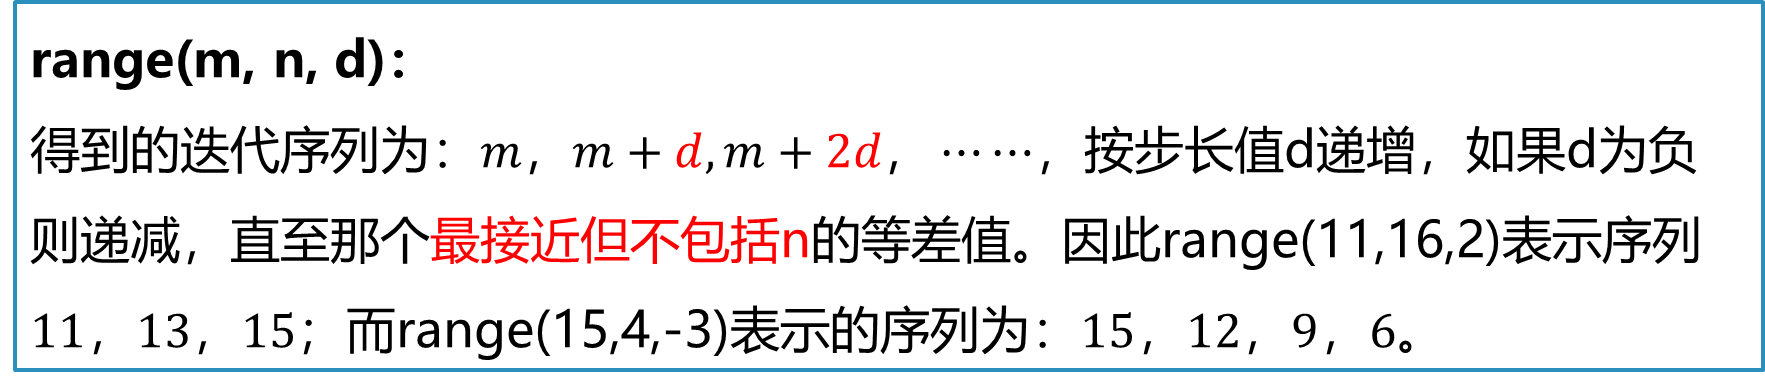 range(m, n, d)：
得到的迭代序列为：m，m + d, m + 2d，⋯⋯，按步长值d递增，如果d为负
则递减，直至那个最接近但不包括n的等差值。因此range(11,16,2)表示序列
11，13，15；而range(15,4,-3)表示的序列为：15，12，9，6。